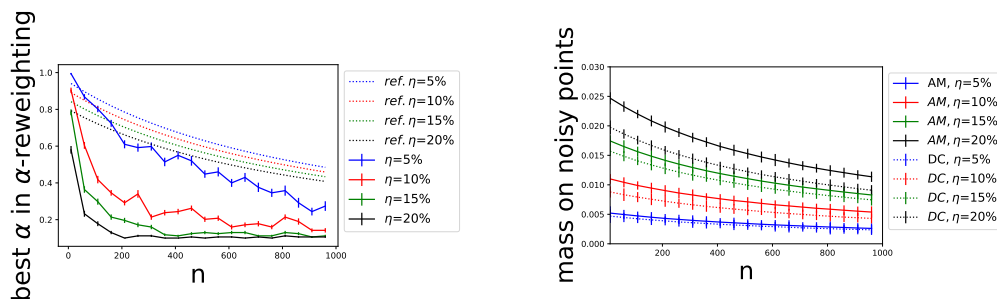 best α in α-reweighting
1.0
0.8
0.6
0.4
0.2
0
200
400
600
800
1000
n
ref. η=5%
ref. η=10%
ref. η=15%
ref. η=20%
η=5%
η=10%
η=15%
η=20%
mass on noisy points
0.030
0.025
0.020
0.015
0.010
0.005
0.000
200
400
600
800
1000
n
AM, η=5%
AM, η=10%
AM, η=15%
AM, η=20%
DC, η=5%
DC, η=10%
DC, η=15%
DC, η=20%